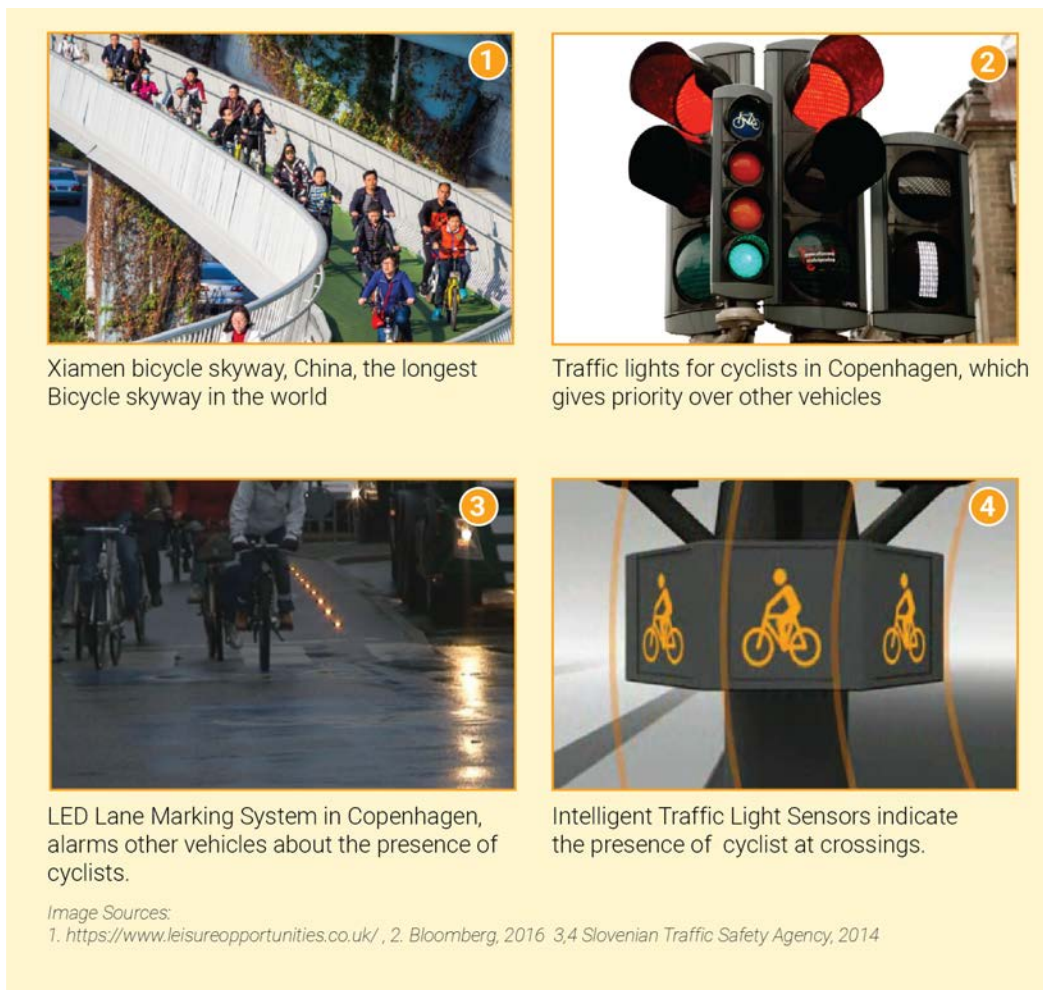 1
2
Xiamen bicycle skyway, China, the longest
Bicycle skyway in the world
Traffic lights for cyclists in Copenhagen, which
gives priority over other vehicles
3
4
LED Lane Marking System in Copenhagen,
alarms other vehicles about the presence of
cyclists.
Intelligent Traffic Light Sensors indicate
the presence of cyclist at crossings.
Image Sources:
1. https://www.leisureopportunities.co.uk/ , 2. Bloomberg, 2016 3,4 Slovenian Traffic Safety Agency, 2014